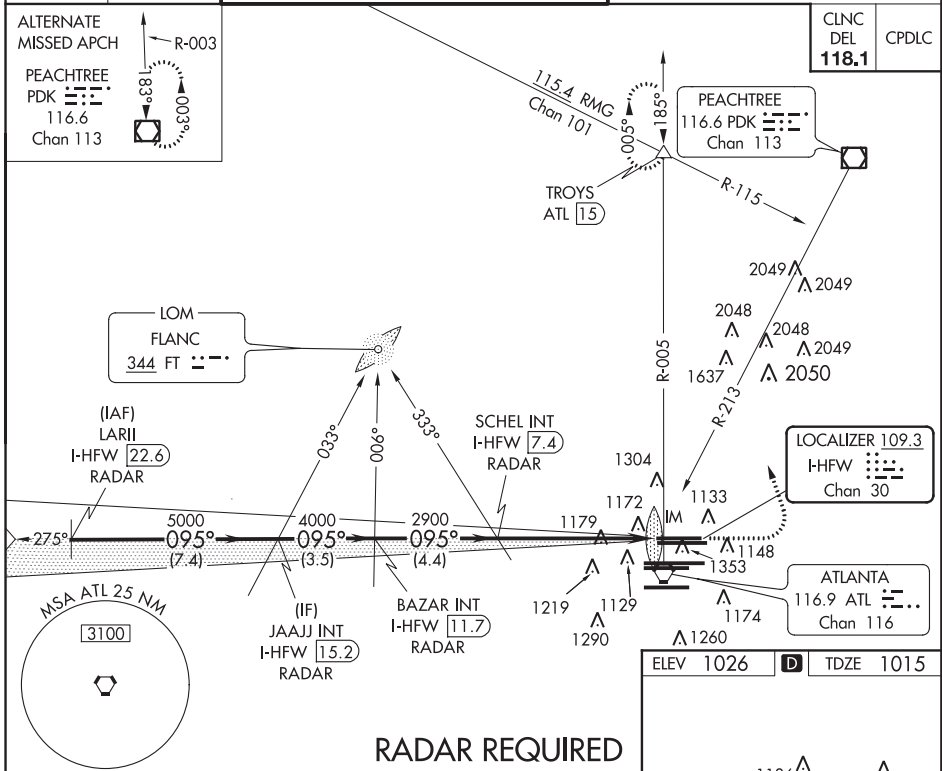 ALTERNATE
MISSED APCH
R-003
PEACHTREE
PDK
116.6
Chan 113
183°
003°
CLNC
DEL
118.1
CPDLC
115.4 RMG
Chan 101
005°
185°
PEACHTREE
116.6 PDK
Chan 113
TROYS
ATL 15
R-115
2049
2049
2048
2048
2049
1637
2050
R-005
R-213
LOM
FLANC
344 FT
033°
006°
333°
(IAF)
LARII
I-HFW 22.6
RADAR
SCHEL INT
I-HFW 7.4
RADAR
LOCALIZER 109.3
I-HFW
Chan 30
1304
1172
1133
1179
IM
275°
5000
095°
(7.4)
4000
095°
(3.5)
2900
095°
(4.4)
1148
1353
1219
1129
1290
1174
1260
ATLANTA
116.9 ATL
Chan 116
(IF)
JAAJJ INT
I-HFW 15.2
RADAR
BAZAR INT
I-HFW 11.7
RADAR
MSA ATL 25 NM
3100
ELEV 1026
D
TDZE 1015
RADAR REQUIRED